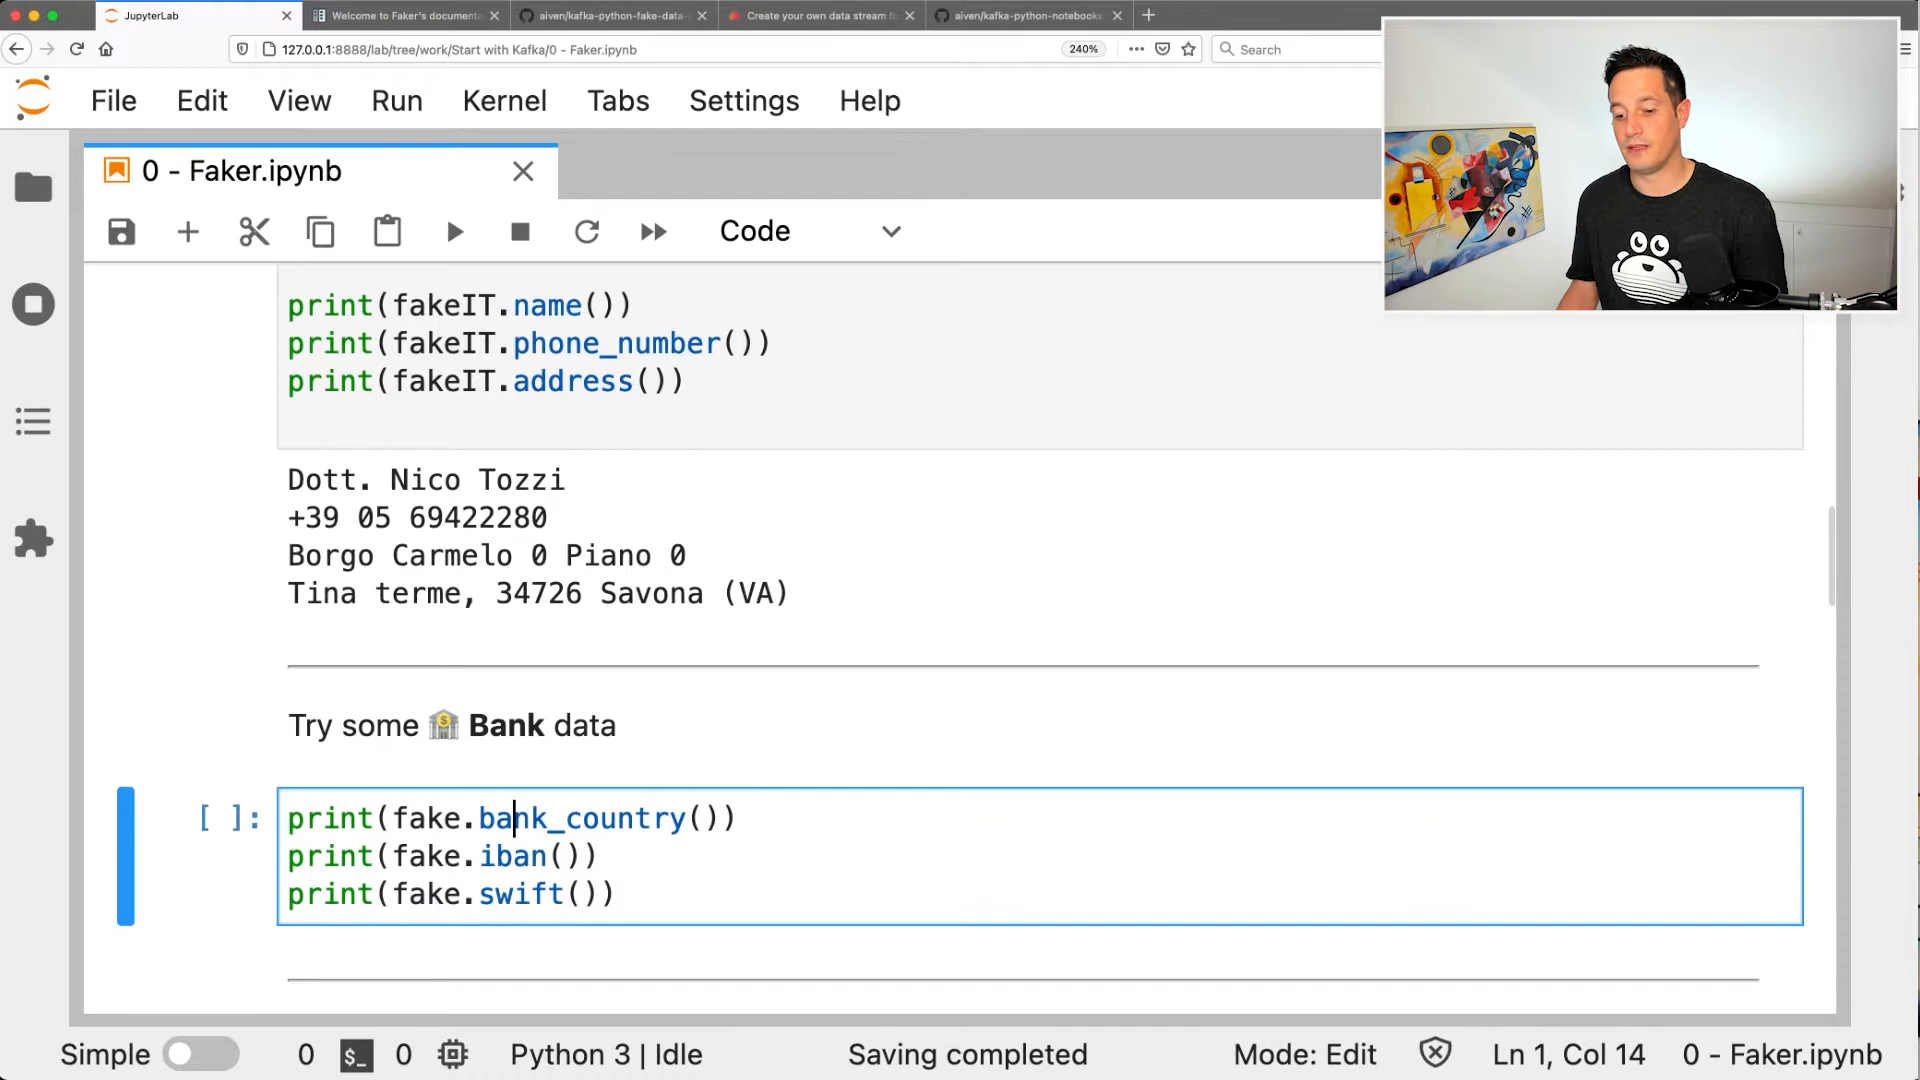 JupyterLab
Welcome to Faker's documenta
aiven/kafka-python-fake-data-
Create your own data stream fo
aiven/kafka-python-notebooks
127.0.0.1:8888/lab/tree/work/Start with Kafka/0 - Faker.ipynb
240%
Search
File Edit View Run Kernel Tabs Settings Help
0 - Faker.ipynb
Code
print(fakeIT.name())
print(fakeIT.phone_number())
print(fakeIT.address())
Dott. Nico Tozzi
+39 05 69422280
Borgo Carmelo 0 Piano 0
Tina terme, 34726 Savona (VA)
Try some 🏦 Bank data
[ ]:
print(fake.bank_country())
print(fake.iban())
print(fake.swift())
Simple 0 $_ 0 Python 3 | Idle Saving completed Mode: Edit Ln 1, Col 14 0 - Faker.ipynb